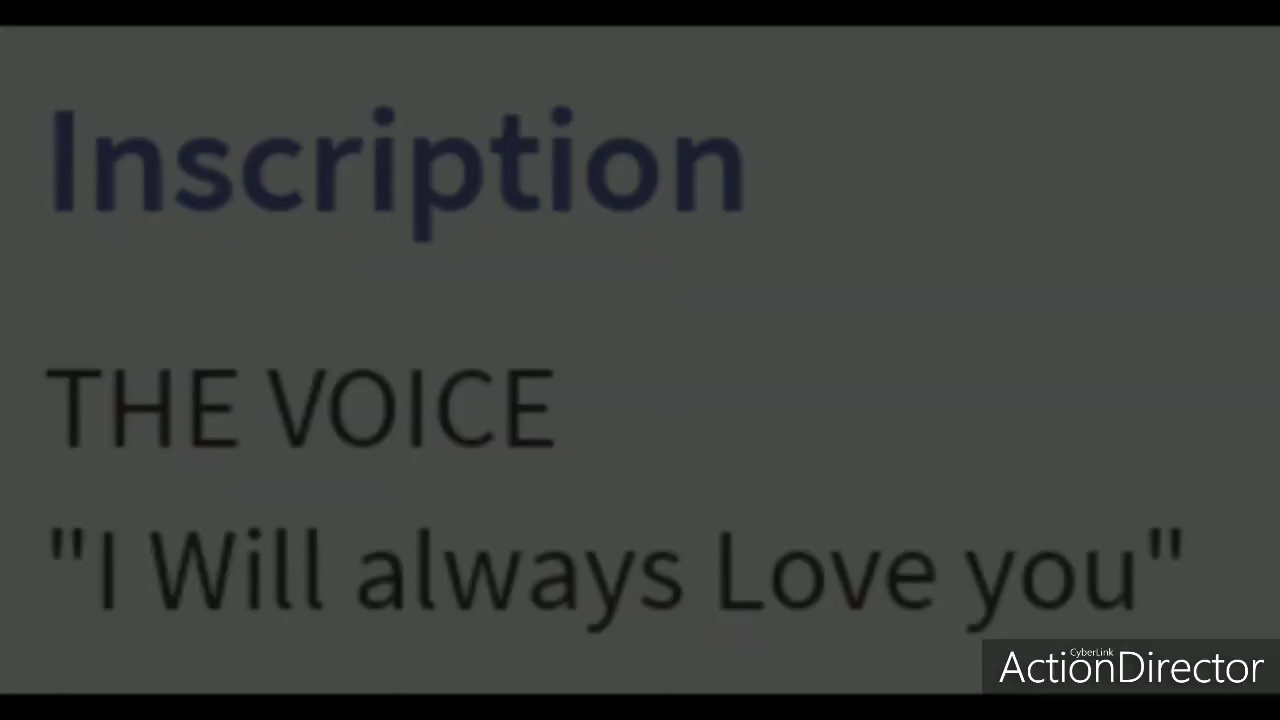 Inscription
THE VOICE
"I Will always Love you"
CyberLink
ActionDirector